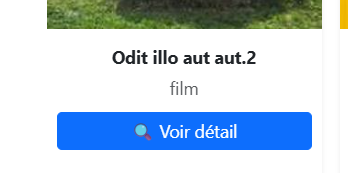 Odit illo aut aut.2
film
🔍 Voir détail